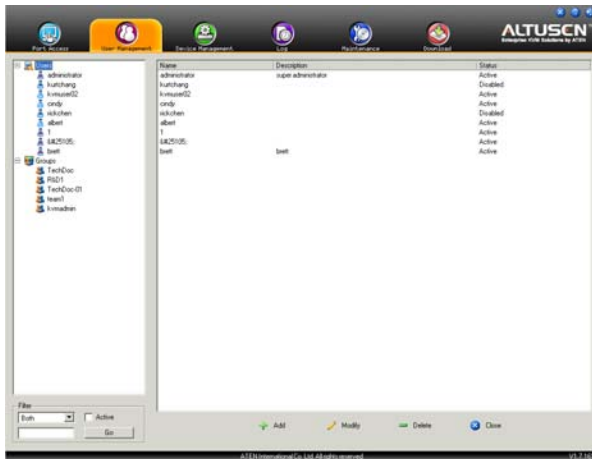 ALTUSCN
Enterprise KVM Solutions by ATEN
Port Access User Management Device Management Log Maintenance Download
Users
administrator
kurtchang
kvmuser02
cindy
rickchen
albert
1
&#25105;
brett
Groups
TechDoc
R&D1
TechDoc-01
team1
kvmadmin
Name Description Status
administrator super administrator Active
kurtchang Disabled
kvmuser02 Active
cindy Active
rickchen Disabled
albert Active
1 Active
&#25105; Active
brett brett Active
Filter
Both Active
Go
Add Modify Delete Close
ATEN International Co. Ltd. All rights reserved.